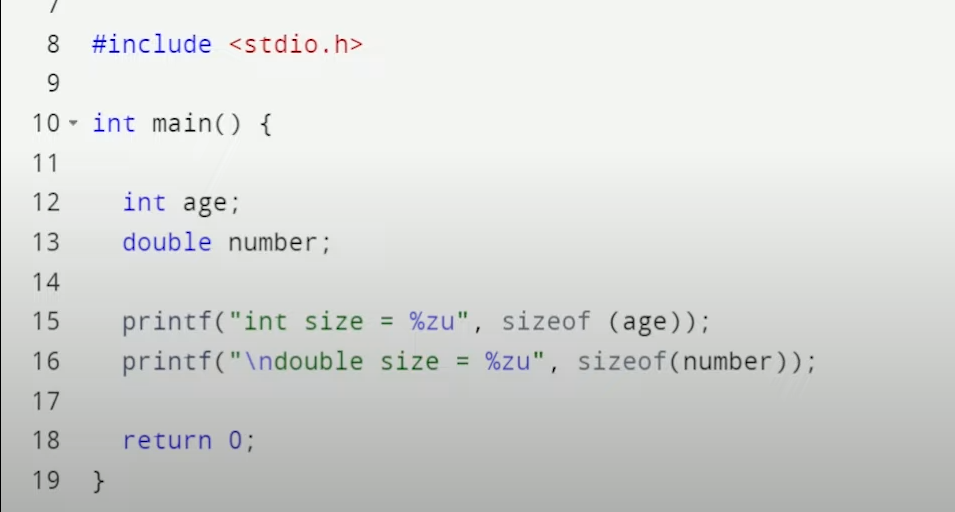 7
8 #include <stdio.h>
9
10 int main() {
11
12 int age;
13 double number;
14
15 printf("int size = %zu", sizeof (age));
16 printf("\ndouble size = %zu", sizeof(number));
17
18 return 0;
19 }